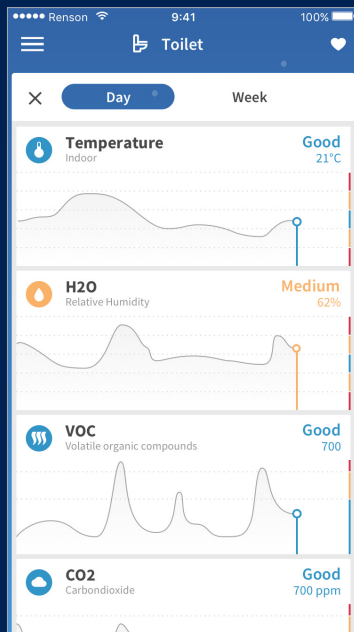 Renson 9:41 100%
Toilet
Day Week
Temperature Good
Indoor 21°C
H2O Medium
Relative Humidity 62%
VOC Good
Volatile organic compounds 700
CO2 Good
Carbondioxide 700 ppm